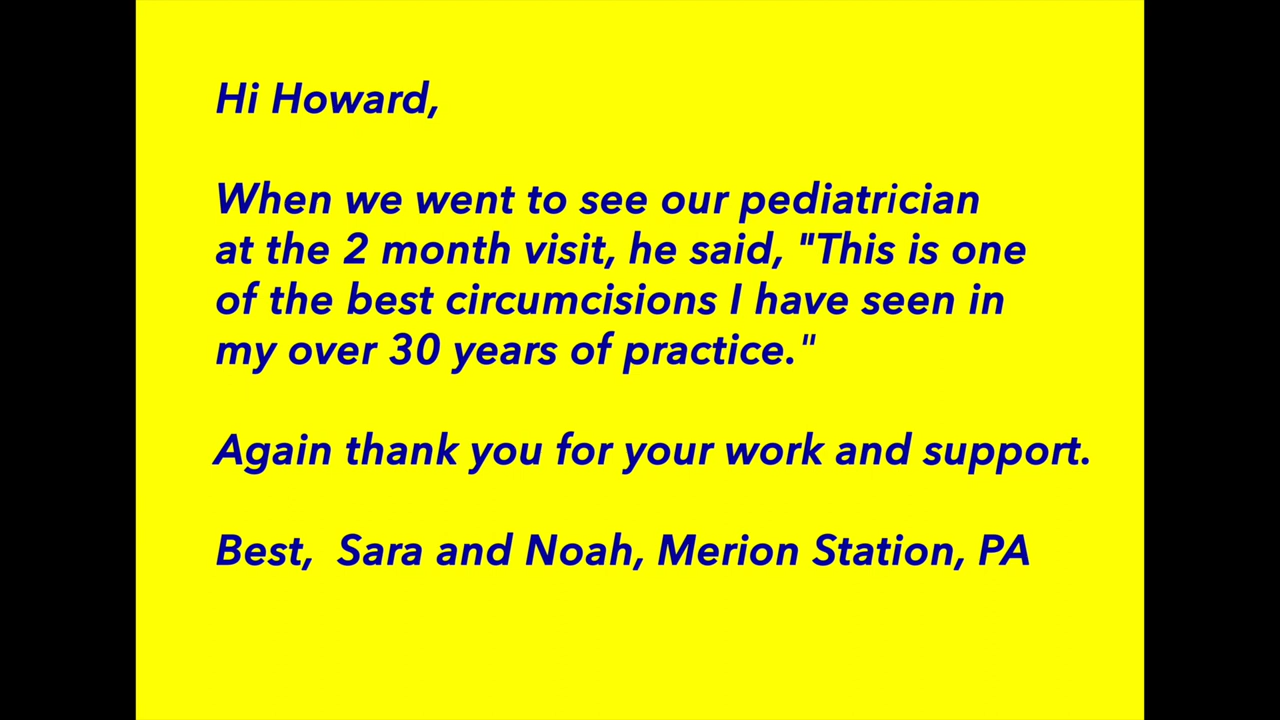 Hi Howard,
When we went to see our pediatrician
at the 2 month visit, he said, "This is one
of the best circumcisions I have seen in
my over 30 years of practice."
Again thank you for your work and support.
Best,  Sara and Noah, Merion Station, PA